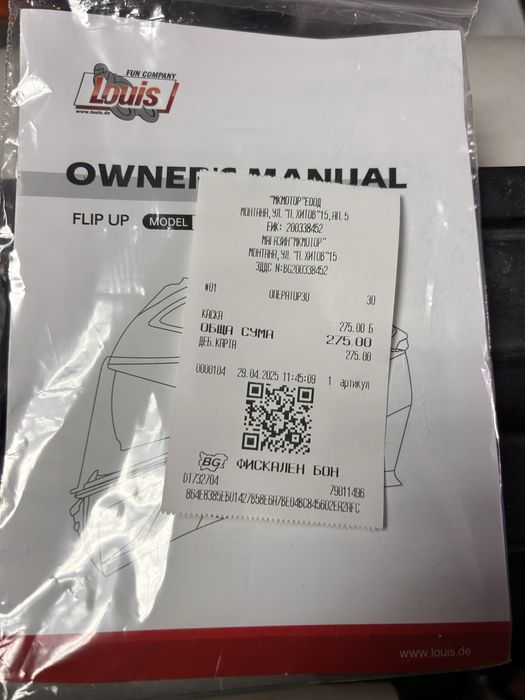 FUN COMPANY
Louis
www.louis.de
OWNER'S MANUAL
FLIP UP MODEL
"МКМОТОР"ЕООД
МОНТАНА, УЛ. "П. ХИТОВ"15, АП. 5
ЕИК: 200338452
МАГАЗИН"МКМОТОР"
МОНТАНА, УЛ. "П. ХИТОВ"15
ЗДДС N:BG200338452
#01 ОПЕРАТОР30 30
КАСКА 275.00 Б
ОБЩА СУМА 275.00
ДЕБ.КАРТА 275.00
0000104 29.04.2025 11:45:09 1 артикул
BG
ФИСКАЛЕН БОН
DT732704 79011496
864E8385EB01427B58E6A7BE04BC845602EA2AFC
www.louis.de